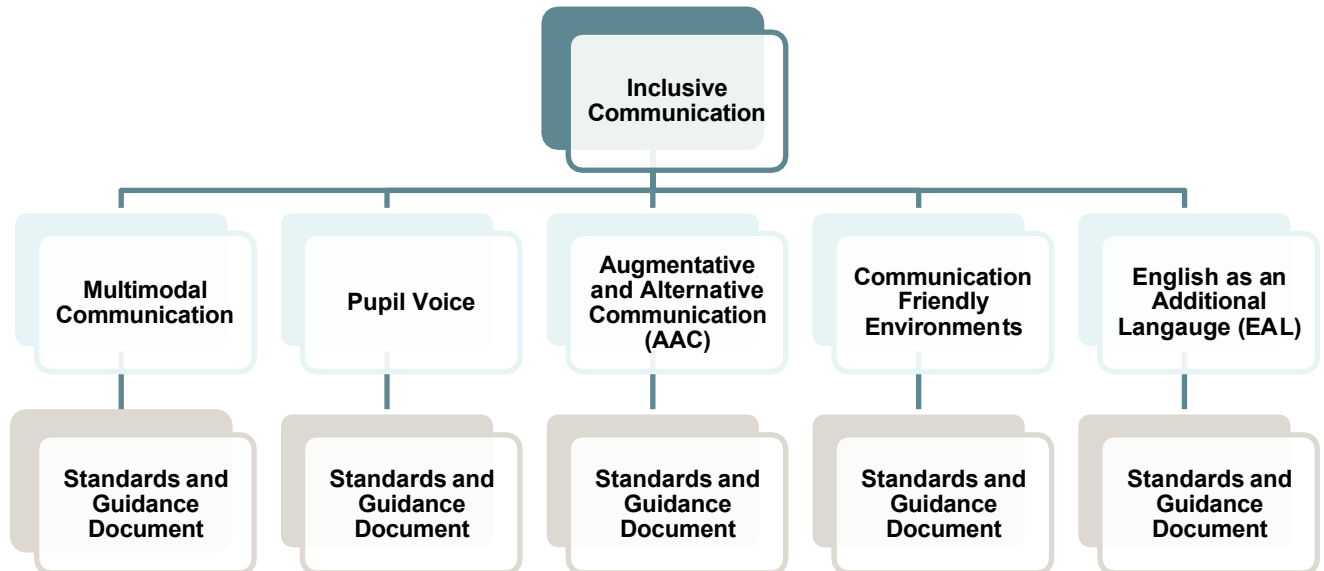 Inclusive
Communication
Multimodal
Communication
Pupil Voice
Augmentative
and Alternative
Communication
(AAC)
Communication
Friendly
Environments
English as an
Additional
Langauge (EAL)
Standards and
Guidance
Document
Standards and
Guidance
Document
Standards and
Guidance
Document
Standards and
Guidance
Document
Standards and
Guidance
Document